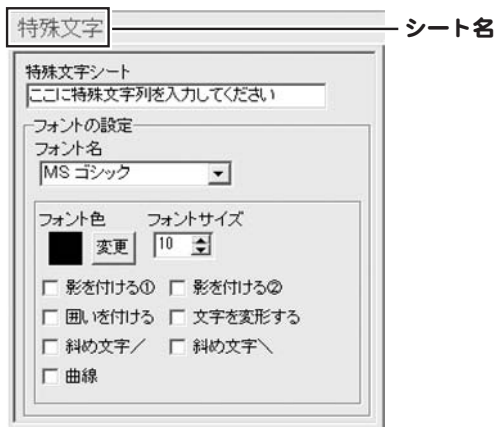 特殊文字
シート名
特殊文字シート
ここに特殊文字列を入力してください
フォントの設定
フォント名
MS ゴシック
フォント色 フォントサイズ
変更 10
影を付ける① 影を付ける②
囲いを付ける 文字を変形する
斜め文字／ 斜め文字＼
曲線